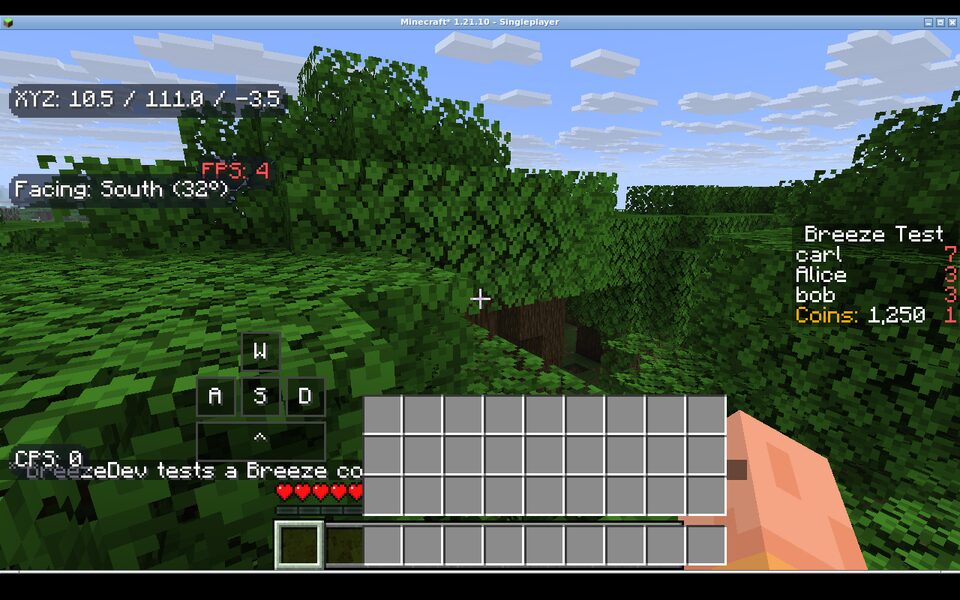 Minecraft* 1.21.10 - Singleplayer
XYZ: 10.5 / 111.0 / -3.5
FPS: 4
Facing: South (32°)
Breeze Test
carl 7
Alice 3
bob 3
Coins: 1,250 1
W
A S D
^
CPS: 0
BreezeDev tests a Breeze co